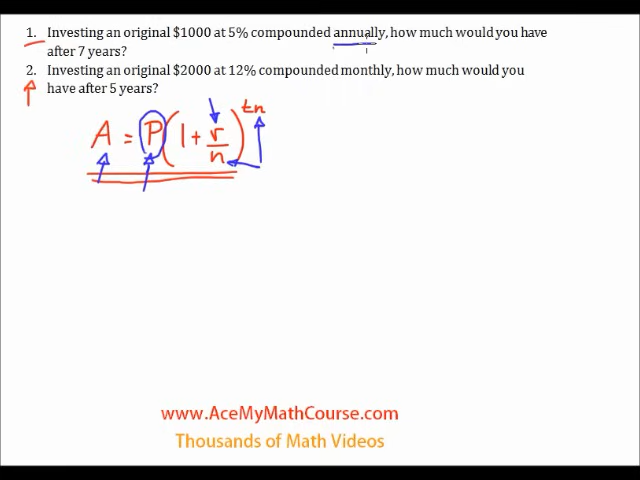 1. Investing an original $1000 at 5% compounded annually, how much would you have
after 7 years?
2. Investing an original $2000 at 12% compounded monthly, how much would you
have after 5 years?
A = P(1 + r/n)^tn
www.AceMyMathCourse.com
Thousands of Math Videos